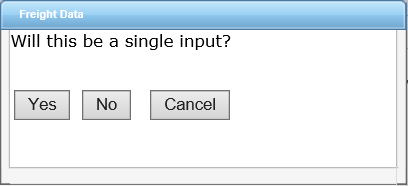 Freight Data
Will this be a single input?
Yes No Cancel